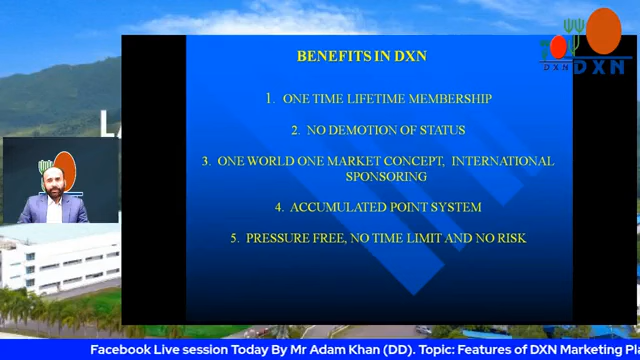 BENEFITS IN DXN
1. ONE TIME LIFETIME MEMBERSHIP
2. NO DEMOTION OF STATUS
3. ONE WORLD ONE MARKET CONCEPT, INTERNATIONAL
SPONSORING
4. ACCUMULATED POINT SYSTEM
5. PRESSURE FREE, NO TIME LIMIT AND NO RISK
DXN
DXN
Facebook Live session Today By Mr Adam Khan (DD). Topic: Features of DXN Marketing